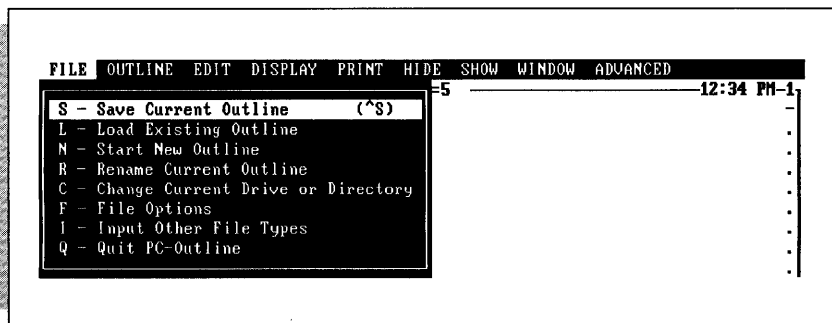 FILE OUTLINE EDIT DISPLAY PRINT HIDE SHOW WINDOW ADVANCED
=5 12:34 PM-1
S - Save Current Outline (^S)
L - Load Existing Outline
N - Start New Outline
R - Rename Current Outline
C - Change Current Drive or Directory
F - File Options
I - Input Other File Types
Q - Quit PC-Outline